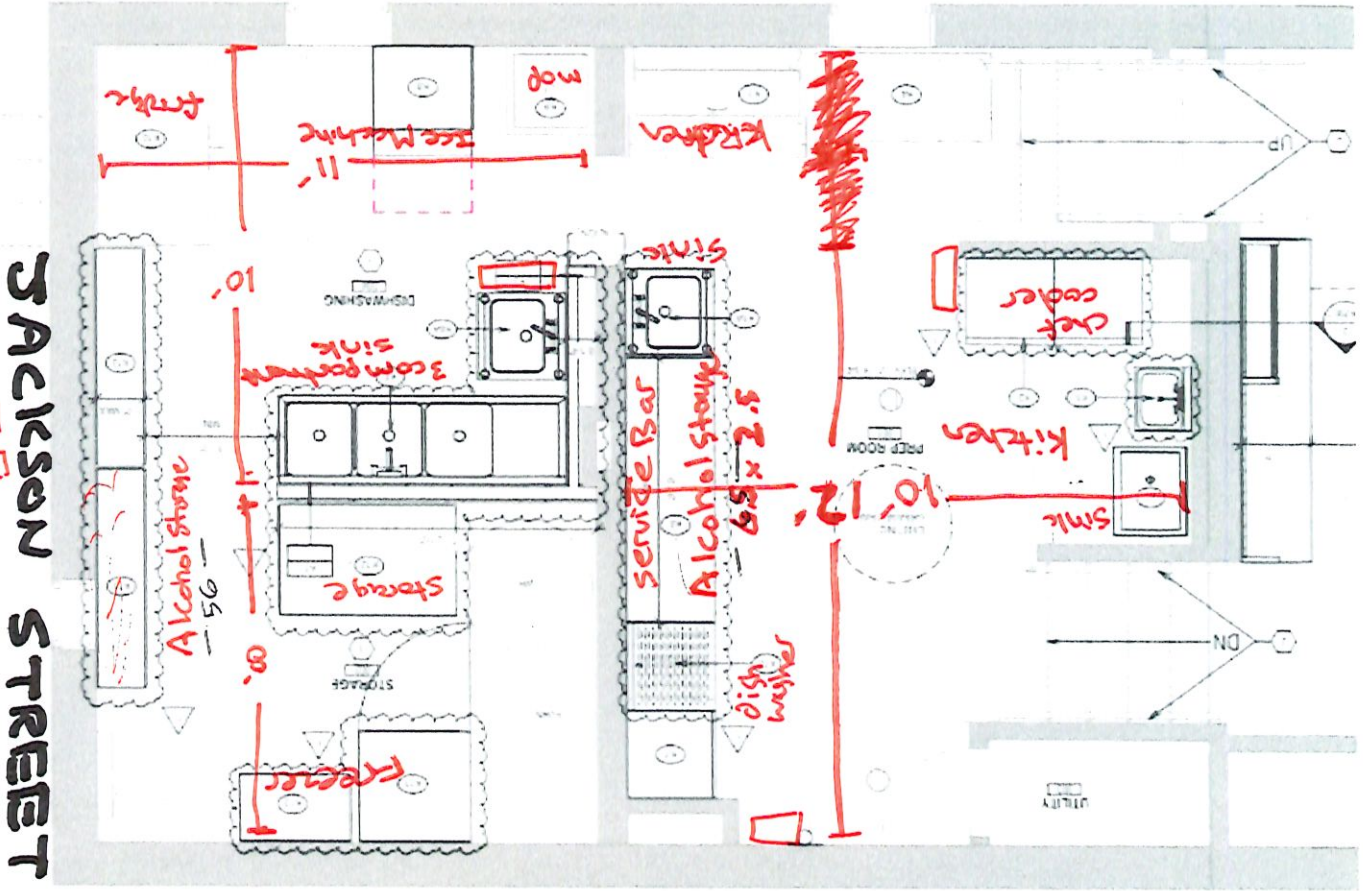 fridge
Ice Machine
mop
11'
10'
DISHWASHING
3 compartment
sink
Storage
STORAGE
8'
Freezer
Alcohol Storage
— 56 —
Sink
Service Bar
Alcohol Storage
— 6.5 x 2.5
Dish
washer
12'
10'
PREP ROOM
Kitchen
Sink
chef
cooler
UP
DN
UTILITY
JACKSON STREET